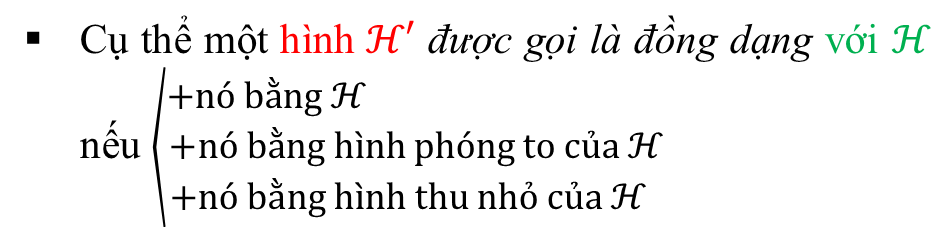 ▪ Cụ thể một hình ℋ′ được gọi là đồng dạng với ℋ
+nó bằng ℋ
nếu { +nó bằng hình phóng to của ℋ
+nó bằng hình thu nhỏ của ℋ